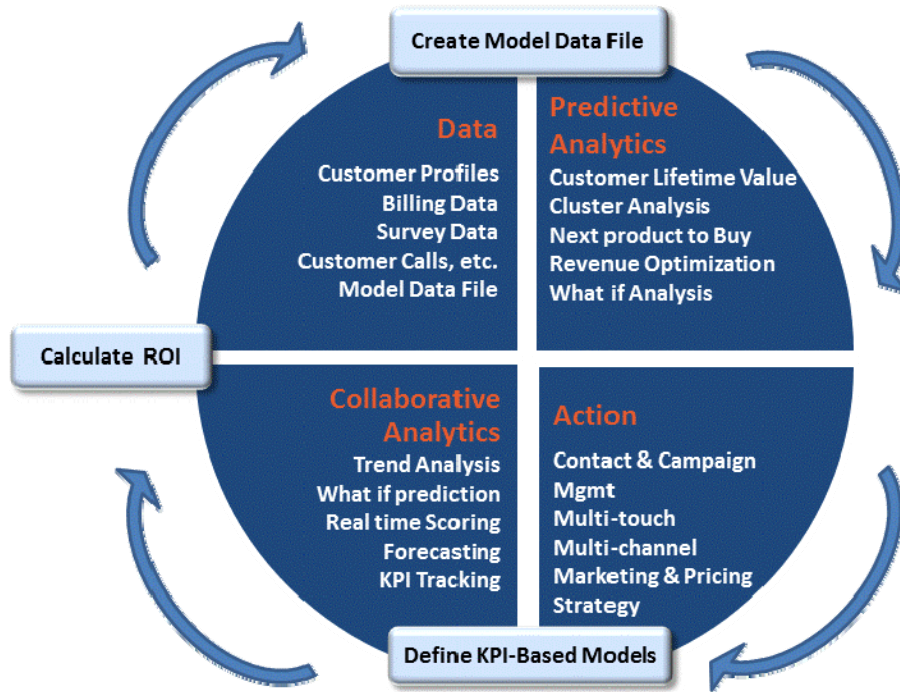 Create Model Data File
Data
Customer Profiles
Billing Data
Survey Data
Customer Calls, etc.
Model Data File
Predictive
Analytics
Customer Lifetime Value
Cluster Analysis
Next product to Buy
Revenue Optimization
What if Analysis
Calculate ROI
Collaborative
Analytics
Trend Analysis
What if prediction
Real time Scoring
Forecasting
KPI Tracking
Action
Contact & Campaign
Mgmt
Multi-touch
Multi-channel
Marketing & Pricing
Strategy
Define KPI-Based Models